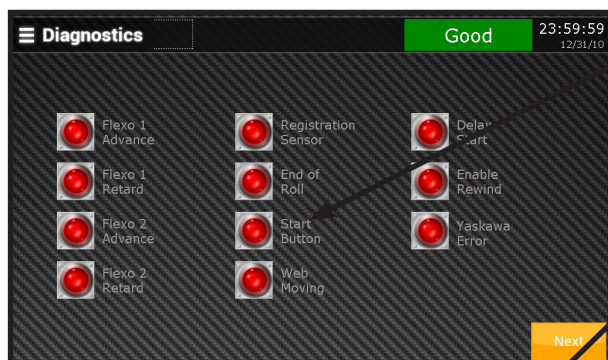 Diagnostics
Good
23:59:59
12/31/10
Flexo 1
Advance
Registration
Sensor
Delay
Start
Flexo 1
Retard
End of
Roll
Enable
Rewind
Flexo 2
Advance
Start
Button
Yaskawa
Error
Flexo 2
Retard
Web
Moving
Next